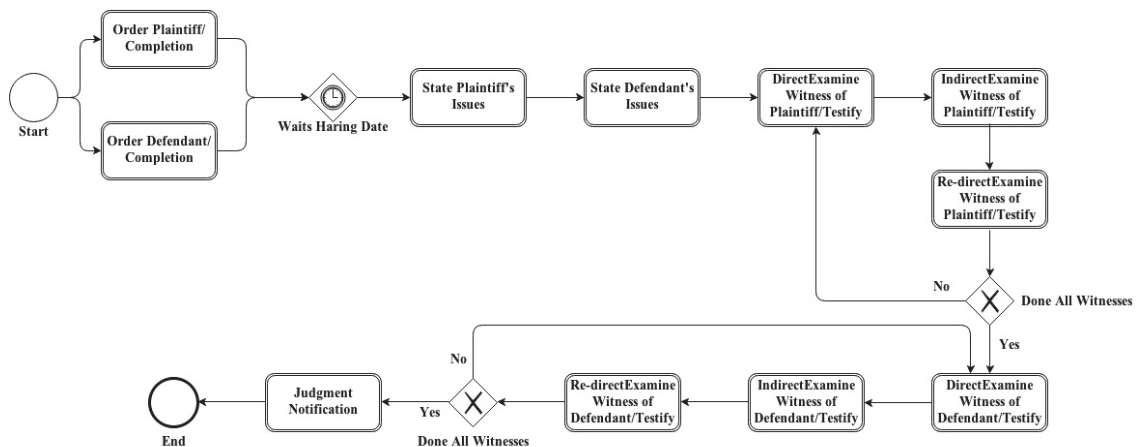 Order Plaintiff/
Completion
Start
Order Defendant/
Completion
Waits Haring Date
State Plaintiff's
Issues
State Defendant's
Issues
DirectExamine
Witness of
Plaintiff/Testify
IndirectExamine
Witness of
Plaintiff/Testify
Re-directExamine
Witness of
Plaintiff/Testify
No
Done All Witnesses
Yes
DirectExamine
Witness of
Defendant/Testify
IndirectExamine
Witness of
Defendant/Testify
Re-directExamine
Witness of
Defendant/Testify
No
Yes
Done All Witnesses
Judgment
Notification
End